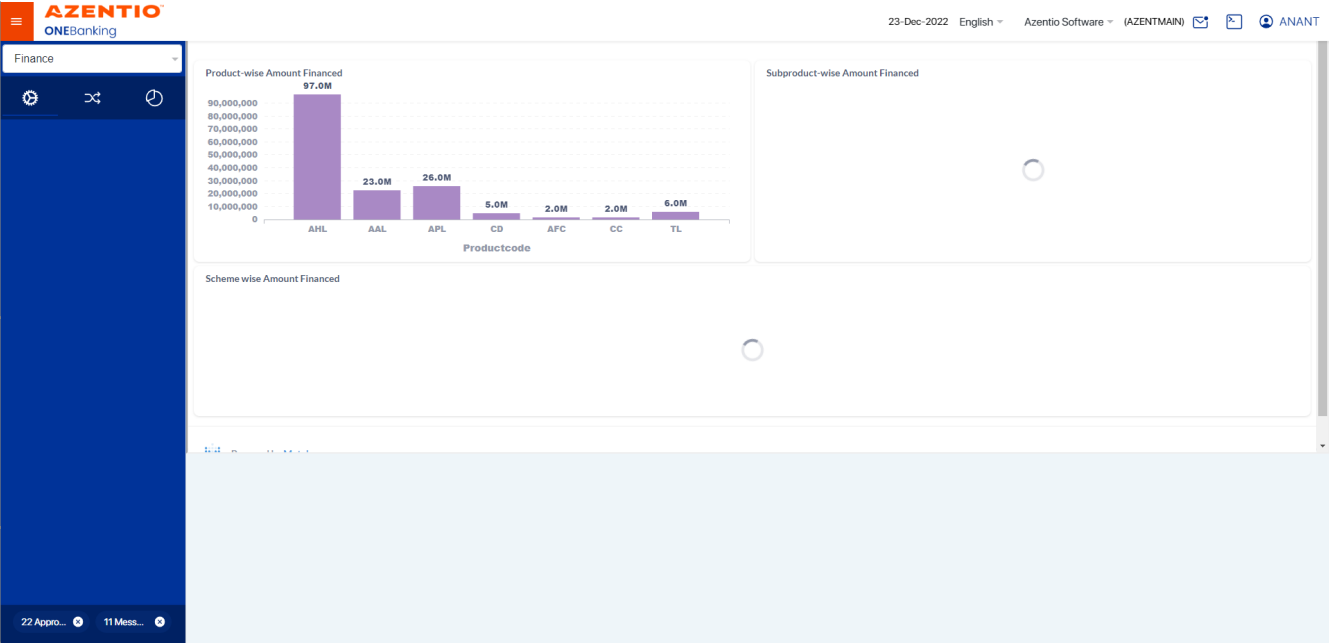 AZENTIO
ONEBanking
23-Dec-2022 English Azentio Software (AZENTMAIN) ANANT
Finance
Product-wise Amount Financed
97.0M
90,000,000
80,000,000
70,000,000
60,000,000
50,000,000
40,000,000
30,000,000
20,000,000
10,000,000
0
23.0M
26.0M
5.0M
2.0M
2.0M
6.0M
AHL AAL APL CD AFC CC TL
Productcode
Subproduct-wise Amount Financed
Scheme wise Amount Financed
22 Appro... 11 Mess...